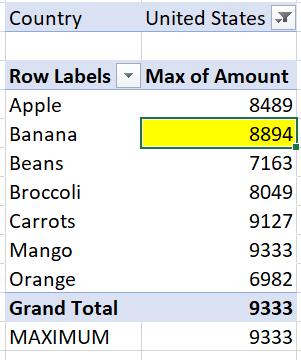 Country United States
Row Labels Max of Amount
Apple 8489
Banana 8894
Beans 7163
Broccoli 8049
Carrots 9127
Mango 9333
Orange 6982
Grand Total 9333
MAXIMUM 9333